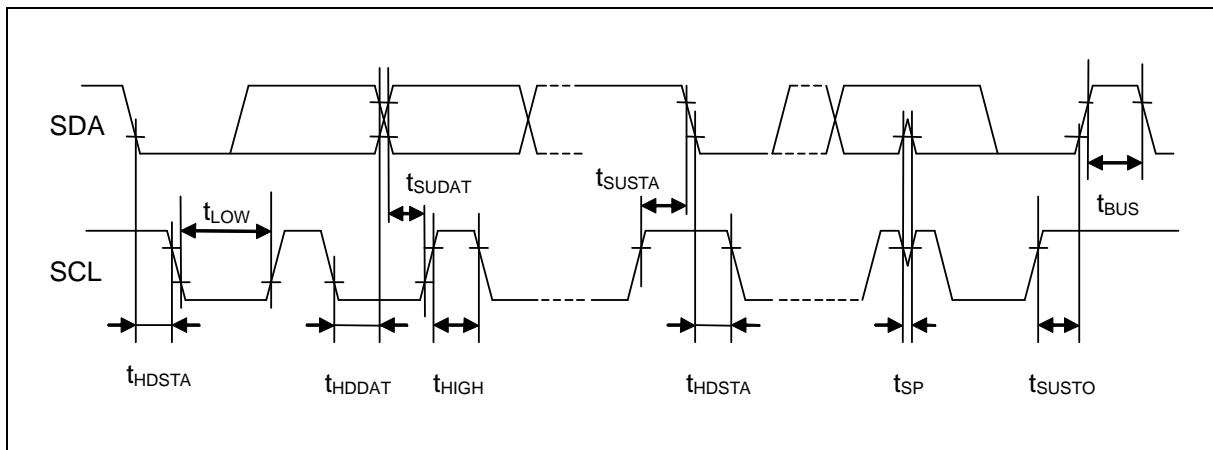 SDA
tSUDAT
tSUSTA
tLOW
tBUS
SCL
tHDSTA
tHDDAT
tHIGH
tHDSTA
tSP
tSUSTO